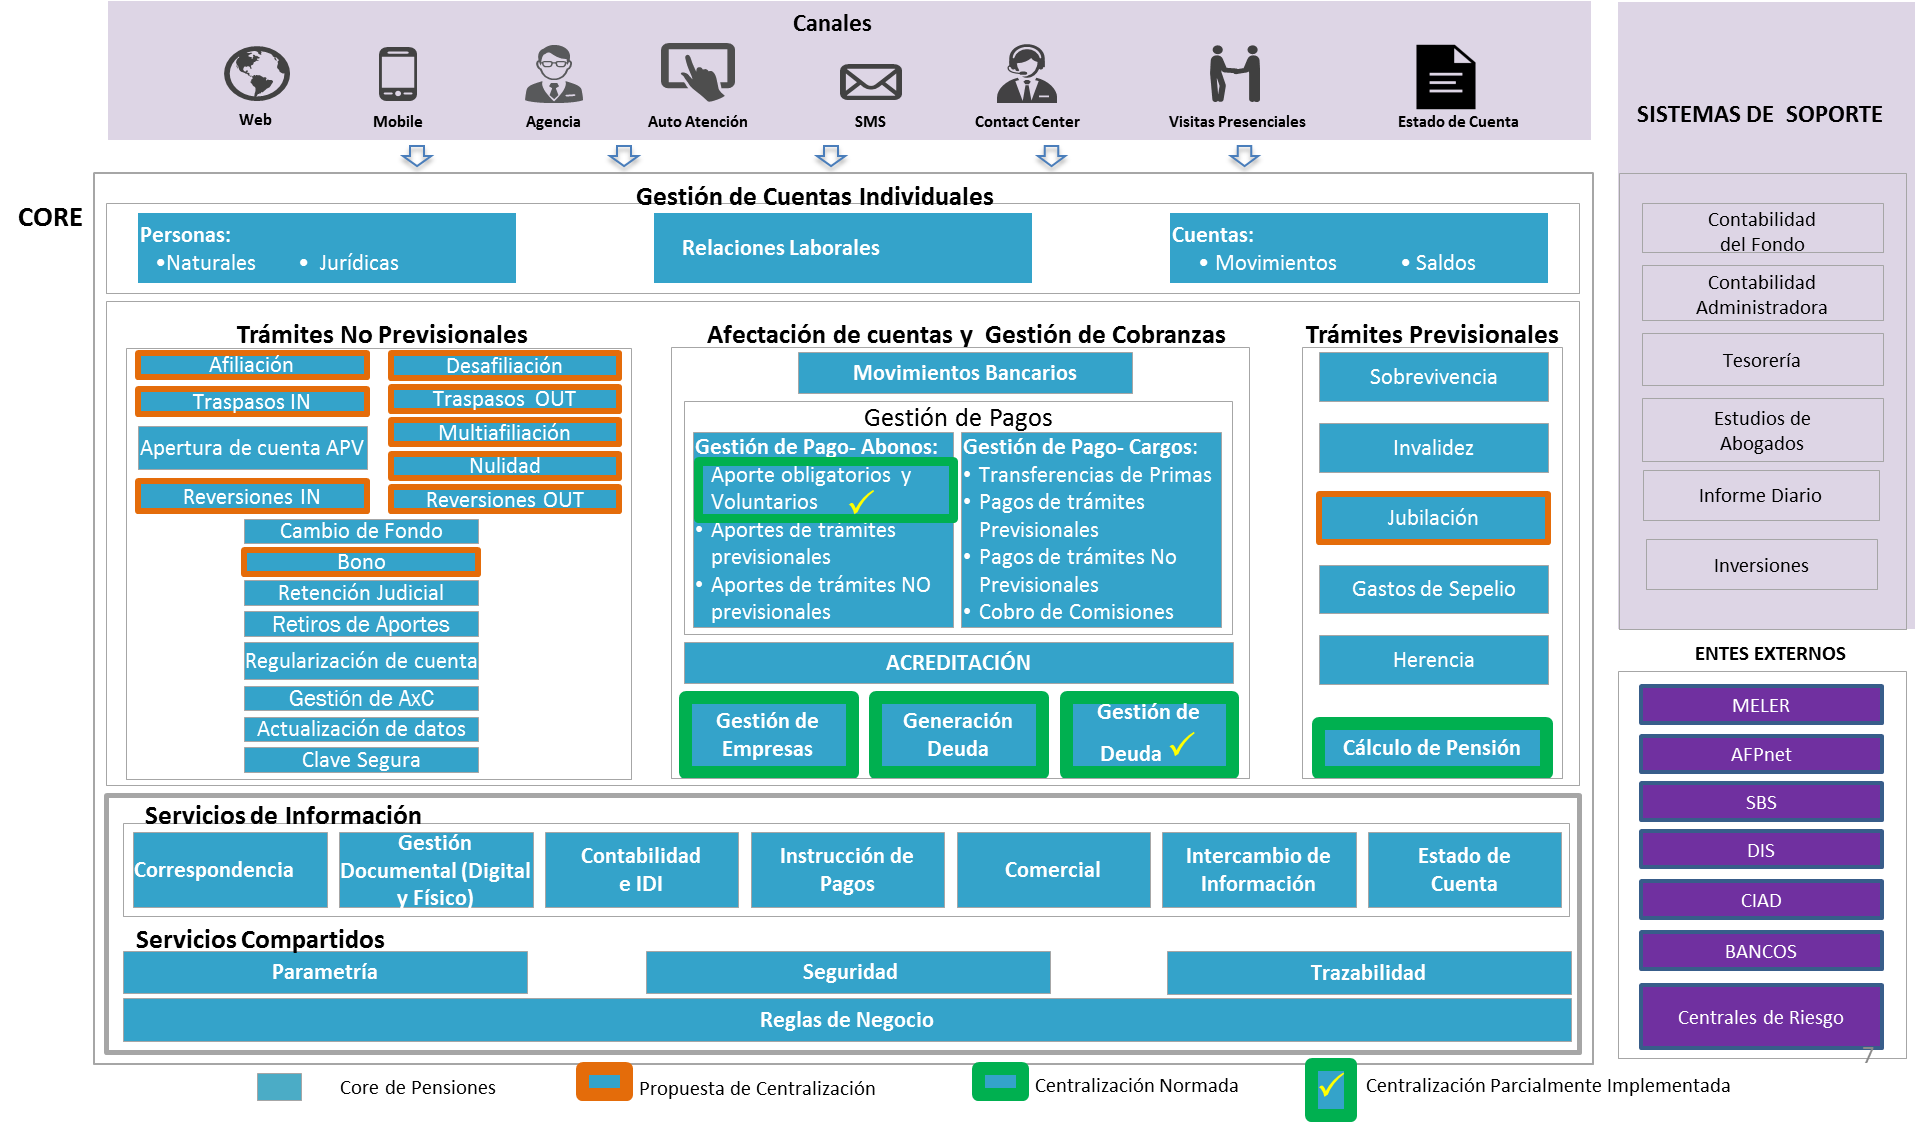 Canales
Web
Mobile
Agencia
Auto Atención
SMS
Contact Center
Visitas Presenciales
Estado de Cuenta
CORE
Gestión de Cuentas Individuales
Personas:
•Naturales • Jurídicas
Relaciones Laborales
Cuentas:
• Movimientos • Saldos
Trámites No Previsionales
Afiliación
Desafiliación
Traspasos IN
Traspasos OUT
Apertura de cuenta APV
Multiafiliación
Nulidad
Reversiones IN
Reversiones OUT
Cambio de Fondo
Bono
Retención Judicial
Retiros de Aportes
Regularización de cuenta
Gestión de AxC
Actualización de datos
Clave Segura
Afectación de cuentas y Gestión de Cobranzas
Movimientos Bancarios
Gestión de Pagos
Gestión de Pago- Abonos:
Aporte obligatorios y
Voluntarios ✓
• Aportes de trámites
previsionales
• Aportes de trámites NO
previsionales
Gestión de Pago- Cargos:
• Transferencias de Primas
• Pagos de trámites
Previsionales
• Pagos de trámites No
Previsionales
• Cobro de Comisiones
ACREDITACIÓN
Gestión de
Empresas
Generación
Deuda
Gestión de
Deuda ✓
Trámites Previsionales
Sobrevivencia
Invalidez
Jubilación
Gastos de Sepelio
Herencia
Cálculo de Pensión
Servicios de Información
Correspondencia
Gestión
Documental (Digital
y Físico)
Contabilidad
e IDI
Instrucción de
Pagos
Comercial
Intercambio de
Información
Estado de
Cuenta
Servicios Compartidos
Parametría
Seguridad
Trazabilidad
Reglas de Negocio
SISTEMAS DE SOPORTE
Contabilidad
del Fondo
Contabilidad
Administradora
Tesorería
Estudios de
Abogados
Informe Diario
Inversiones
ENTES EXTERNOS
MELER
AFPnet
SBS
DIS
CIAD
BANCOS
Centrales de Riesgo
7
Core de Pensiones
Propuesta de Centralización
Centralización Normada
✓ Centralización Parcialmente Implementada